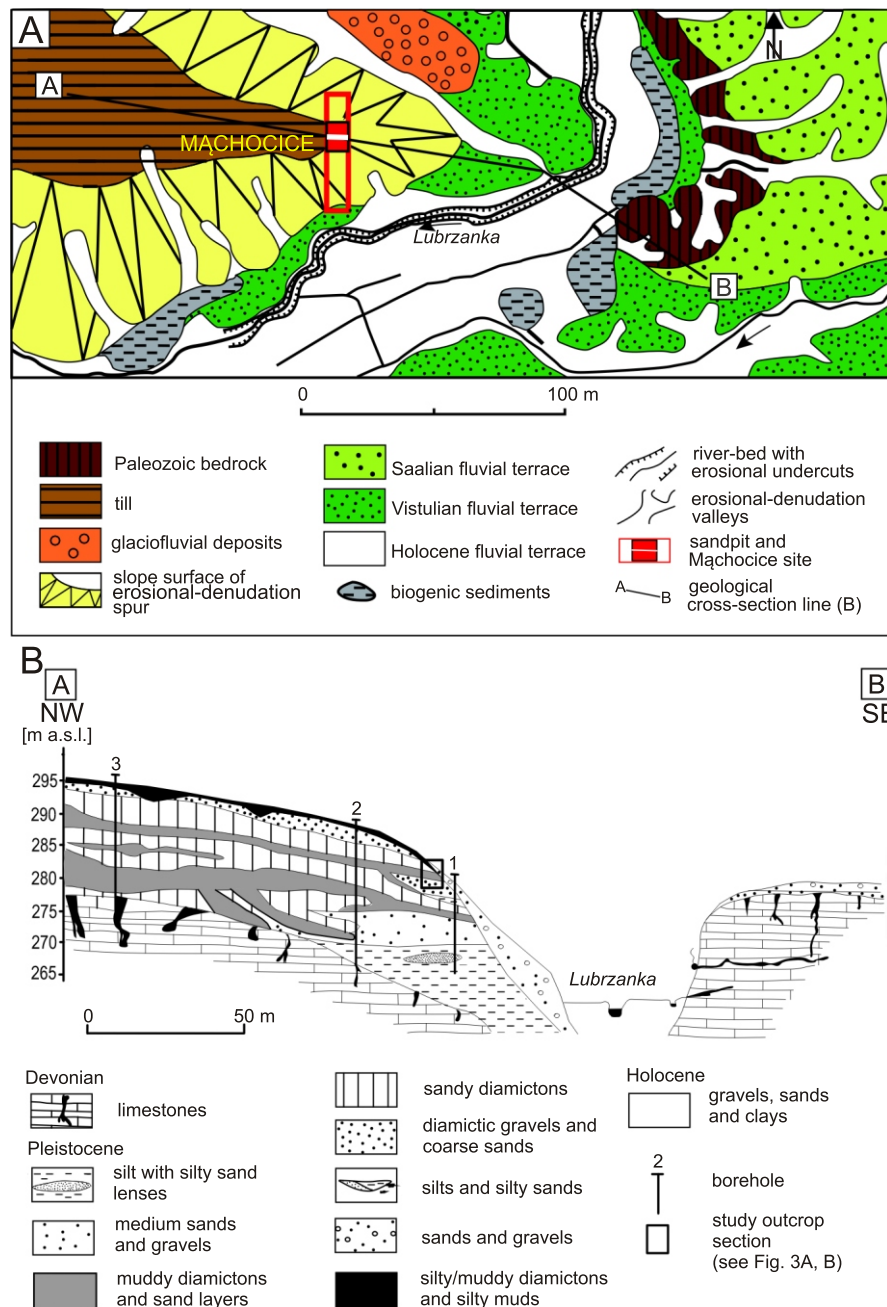 A
N
A
MĄCHOCICE
Lubrzanka
B
0 100 m
Paleozoic bedrock
till
glaciofluvial deposits
slope surface of
erosional-denudation
spur
Saalian fluvial terrace
Vistulian fluvial terrace
Holocene fluvial terrace
biogenic sediments
river-bed with
erosional undercuts
erosional-denudation
valleys
sandpit and
Mąchocice site
A B
geological
cross-section line (B)
B
A B
NW SE
[m a.s.l.]
3
295
290
2
285
1
280
275
270
265
Lubrzanka
0 50 m
Devonian
limestones
Pleistocene
silt with silty sand
lenses
medium sands
and gravels
muddy diamictons
and sand layers
sandy diamictons
diamictic gravels and
coarse sands
silts and silty sands
sands and gravels
silty/muddy diamictons
and silty muds
Holocene
gravels, sands
and clays
2
borehole
study outcrop
section
(see Fig. 3A, B)